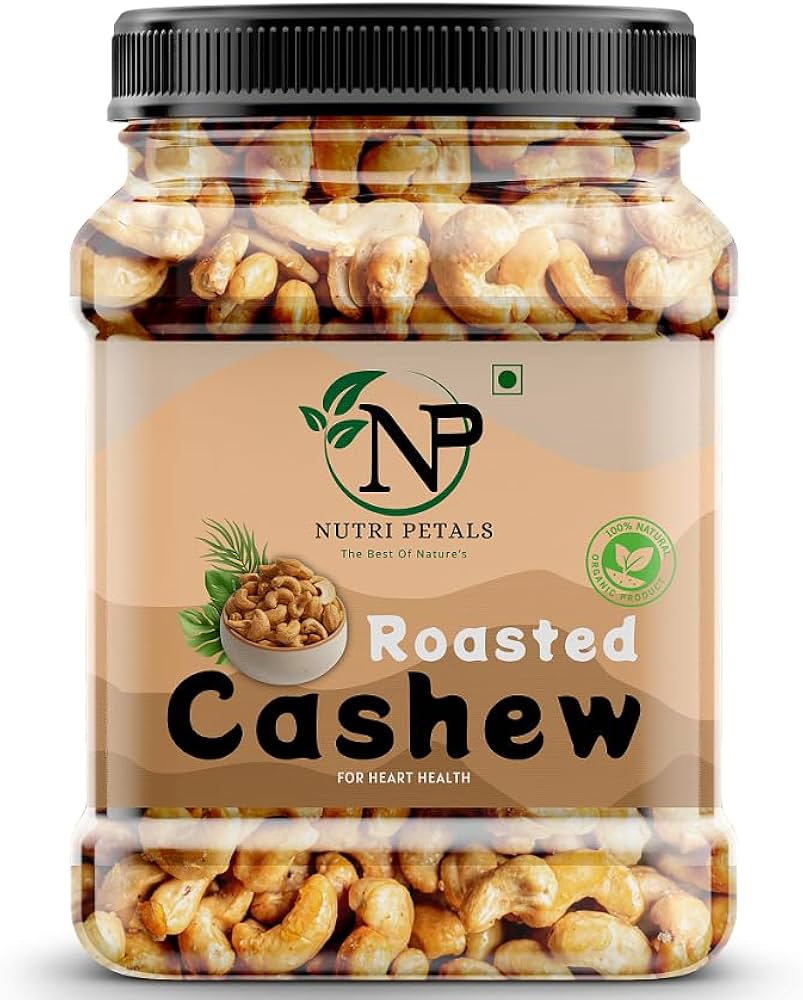 NP
NUTRI PETALS
The Best Of Nature's
100% NATURAL
ORGANIC PRODUCT
Roasted
Cashew
FOR HEART HEALTH